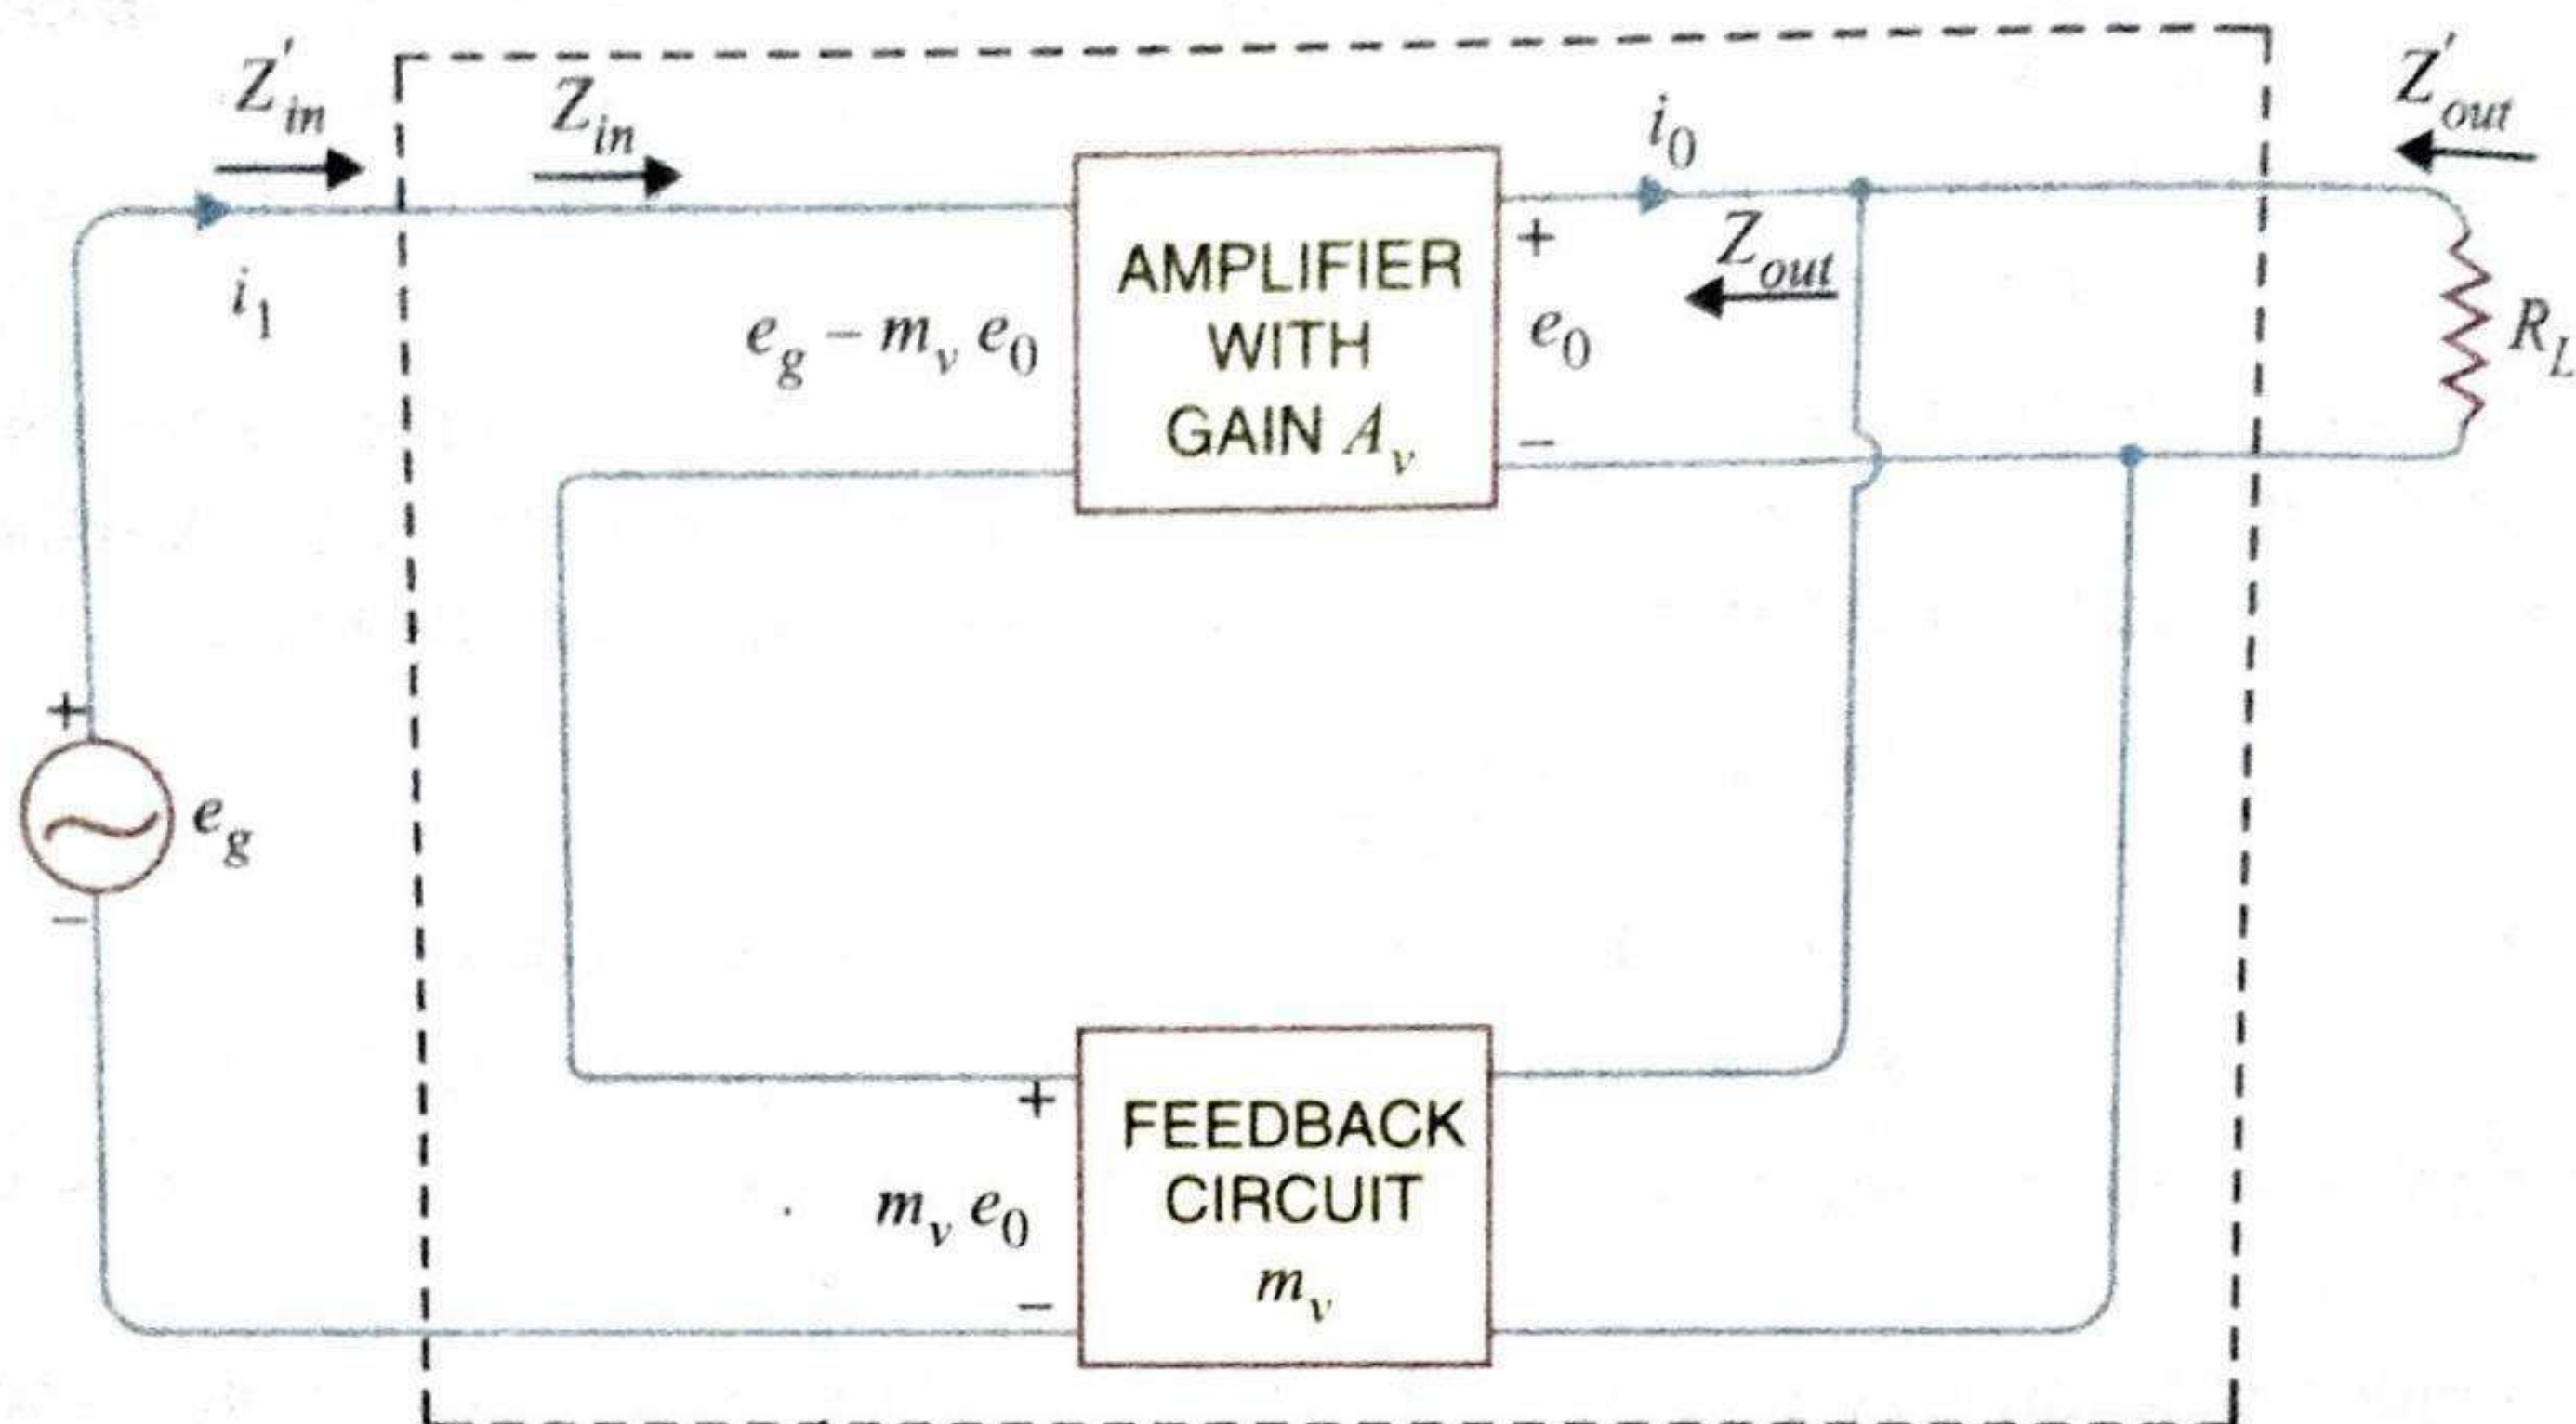 Z'in
Zin
i0
Z'out
i1
AMPLIFIER
WITH
GAIN Av
eg – mv e0
+
e0
–
Zout
RL
+
eg
–
+
mv e0
–
FEEDBACK
CIRCUIT
mv